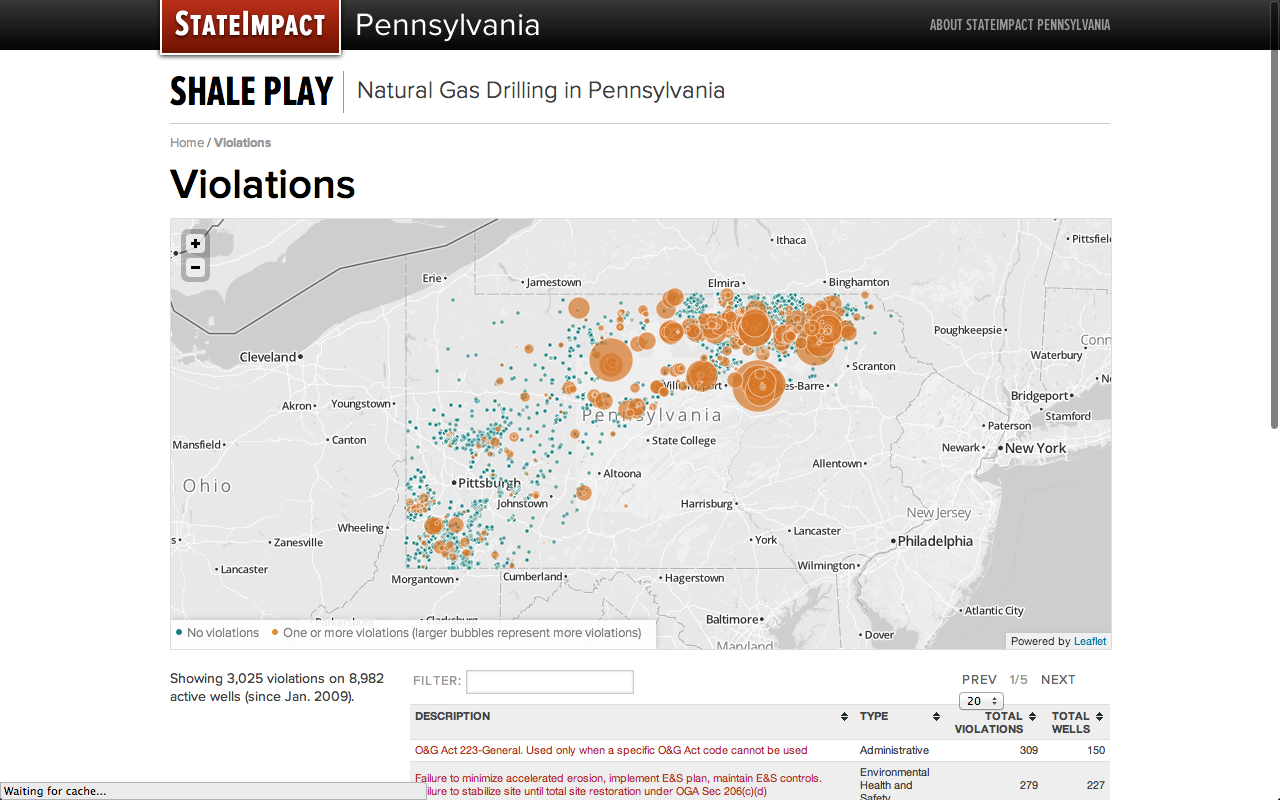 STATEIMPACT
Pennsylvania
ABOUT STATEIMPACT PENNSYLVANIA
SHALE PLAY
Natural Gas Drilling in Pennsylvania
Home / Violations
Violations
+
−
Ithaca
Pittsfiel
Erie
Jamestown
Elmira
Binghamton
Poughkeepsie
Conn
Cleveland
Waterbury
Scranton
es-Barre
Bridgeport
Akron
Youngstown
Stamford
Pennsylvania
Paterson
Mansfield
Canton
State College
Newark
New York
Allentown
Altoona
Ohio
Pittsburgh
Johnstown
Harrisburg
New Jersey
Wheeling
Lancaster
Zanesville
York
Philadelphia
Lancaster
Wilmington
Morgantown
Cumberland
Hagerstown
Atlantic City
Baltimore
Clarksburg
Dover
Maryland
No violations
One or more violations (larger bubbles represent more violations)
Powered by Leaflet
Showing 3,025 violations on 8,982
active wells (since Jan. 2009).
FILTER:
PREV 1/5 NEXT
20
DESCRIPTION
TYPE
TOTAL VIOLATIONS
TOTAL WELLS
O&G Act 223-General. Used only when a specific O&G Act code cannot be used
Administrative
309
150
Failure to minimize accelerated erosion, implement E&S plan, maintain E&S controls.
ilure to stabilize site until total site restoration under OGA Sec 206(c)(d)
Environmental
Health and
Safety
279
227
Waiting for cache...